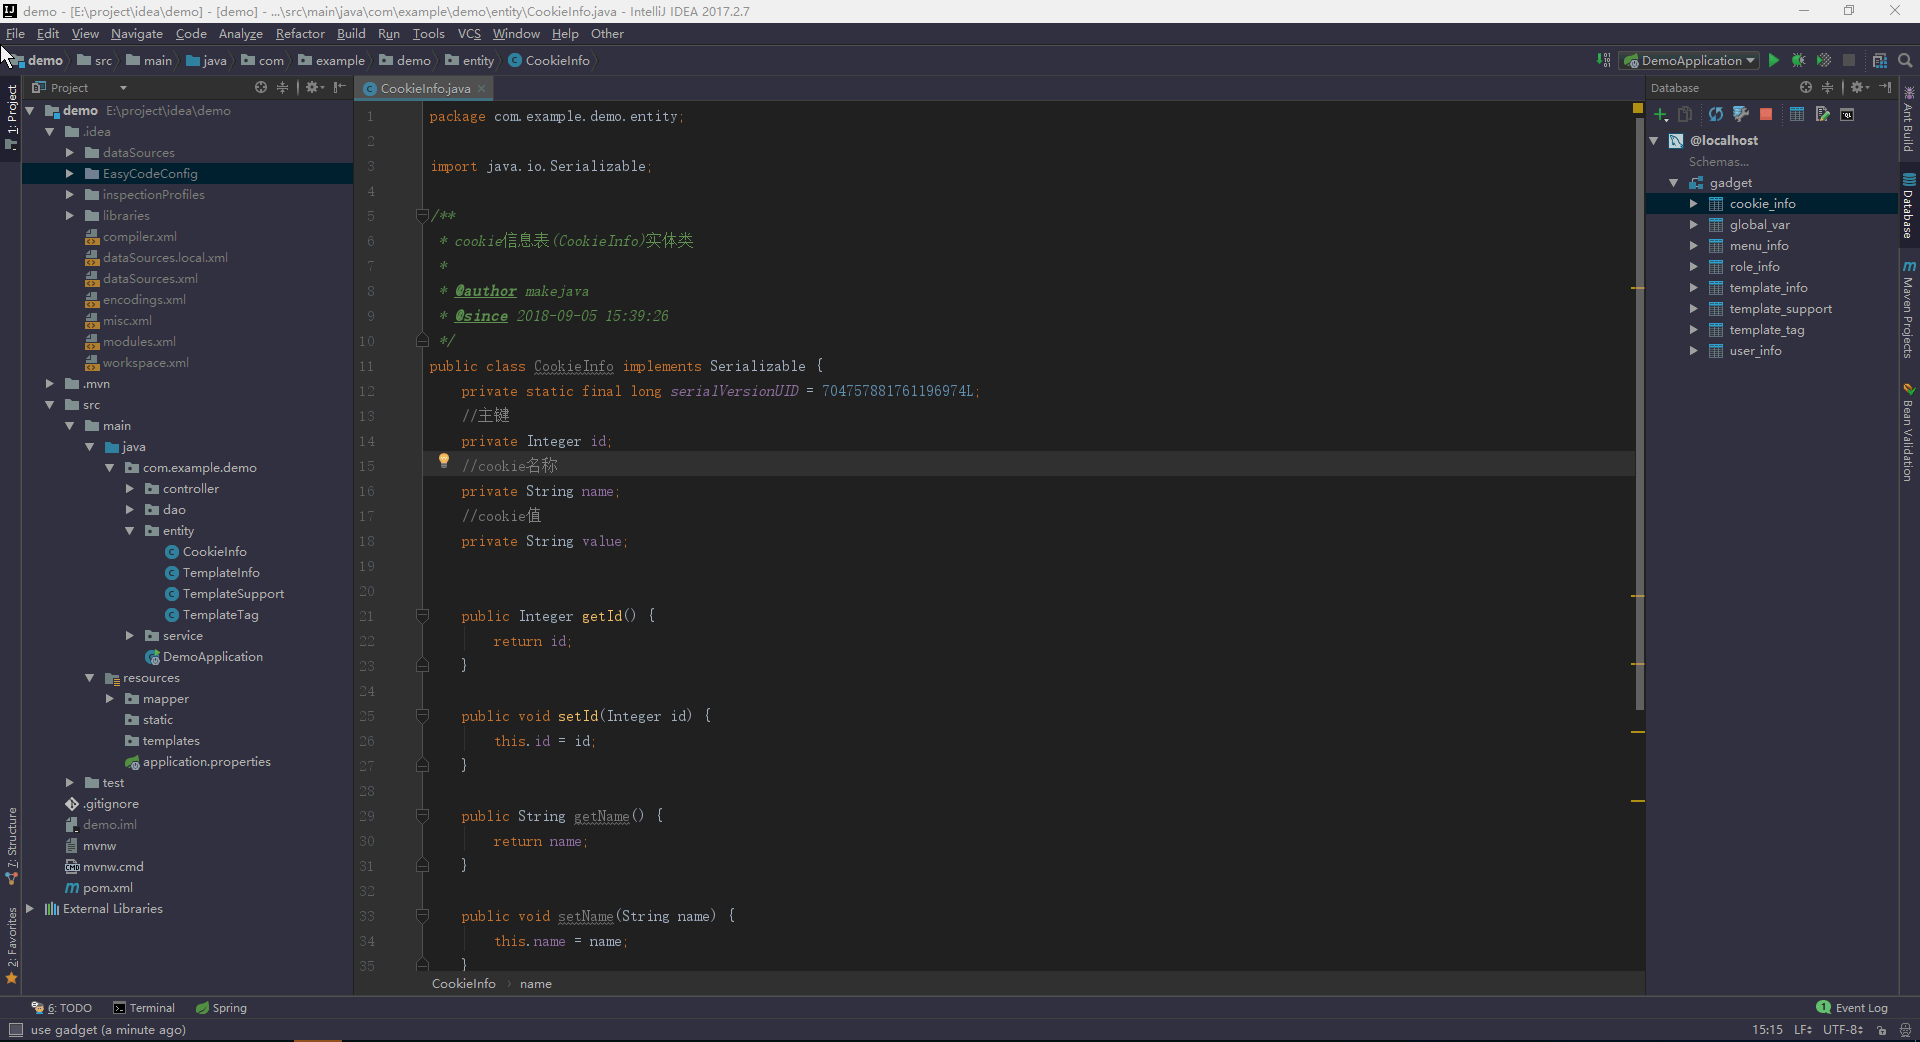 demo - [E:\project\idea\demo] - [demo] - ...\src\main\java\com\example\demo\entity\CookieInfo.java - IntelliJ IDEA 2017.2.7
File Edit View Navigate Code Analyze Refactor Build Run Tools VCS Window Help Other
demo src main java com example demo entity CookieInfo
DemoApplication
1: Project
7: Structure
2: Favorites
Project
demo E:\project\idea\demo
.idea
dataSources
EasyCodeConfig
inspectionProfiles
libraries
compiler.xml
dataSources.local.xml
dataSources.xml
encodings.xml
misc.xml
modules.xml
workspace.xml
.mvn
src
main
java
com.example.demo
controller
dao
entity
CookieInfo
TemplateInfo
TemplateSupport
TemplateTag
service
DemoApplication
resources
mapper
static
templates
application.properties
test
.gitignore
demo.iml
mvnw
mvnw.cmd
pom.xml
External Libraries
CookieInfo.java
1 package com.example.demo.entity;
2
3 import java.io.Serializable;
4
5 /**
6 * cookie信息表(CookieInfo)实体类
7 *
8 * @author makejava
9 * @since 2018-09-05 15:39:26
10 */
11 public class CookieInfo implements Serializable {
12 private static final long serialVersionUID = 704757881761196974L;
13 //主键
14 private Integer id;
15 //cookie名称
16 private String name;
17 //cookie值
18 private String value;
19
20
21 public Integer getId() {
22 return id;
23 }
24
25 public void setId(Integer id) {
26 this.id = id;
27 }
28
29 public String getName() {
30 return name;
31 }
32
33 public void setName(String name) {
34 this.name = name;
35 }
CookieInfo name
Database
@localhost
Schemas...
gadget
cookie_info
global_var
menu_info
role_info
template_info
template_support
template_tag
user_info
Ant Build
Database
Maven Projects
Bean Validation
6: TODO Terminal Spring
1 Event Log
use gadget (a minute ago)
15:15 LF UTF-8